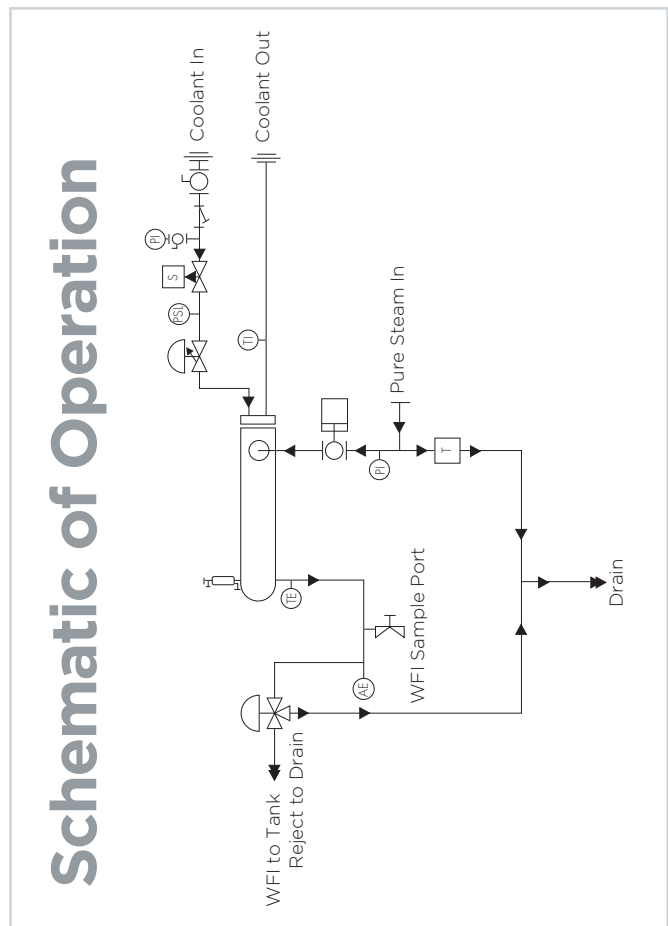 Schematic of Operation
Coolant In
Coolant Out
PI
S
PSL
TI
Pure Steam In
PI
T
TE
WFI Sample Port
AE
WFI to Tank
Reject to Drain
Drain